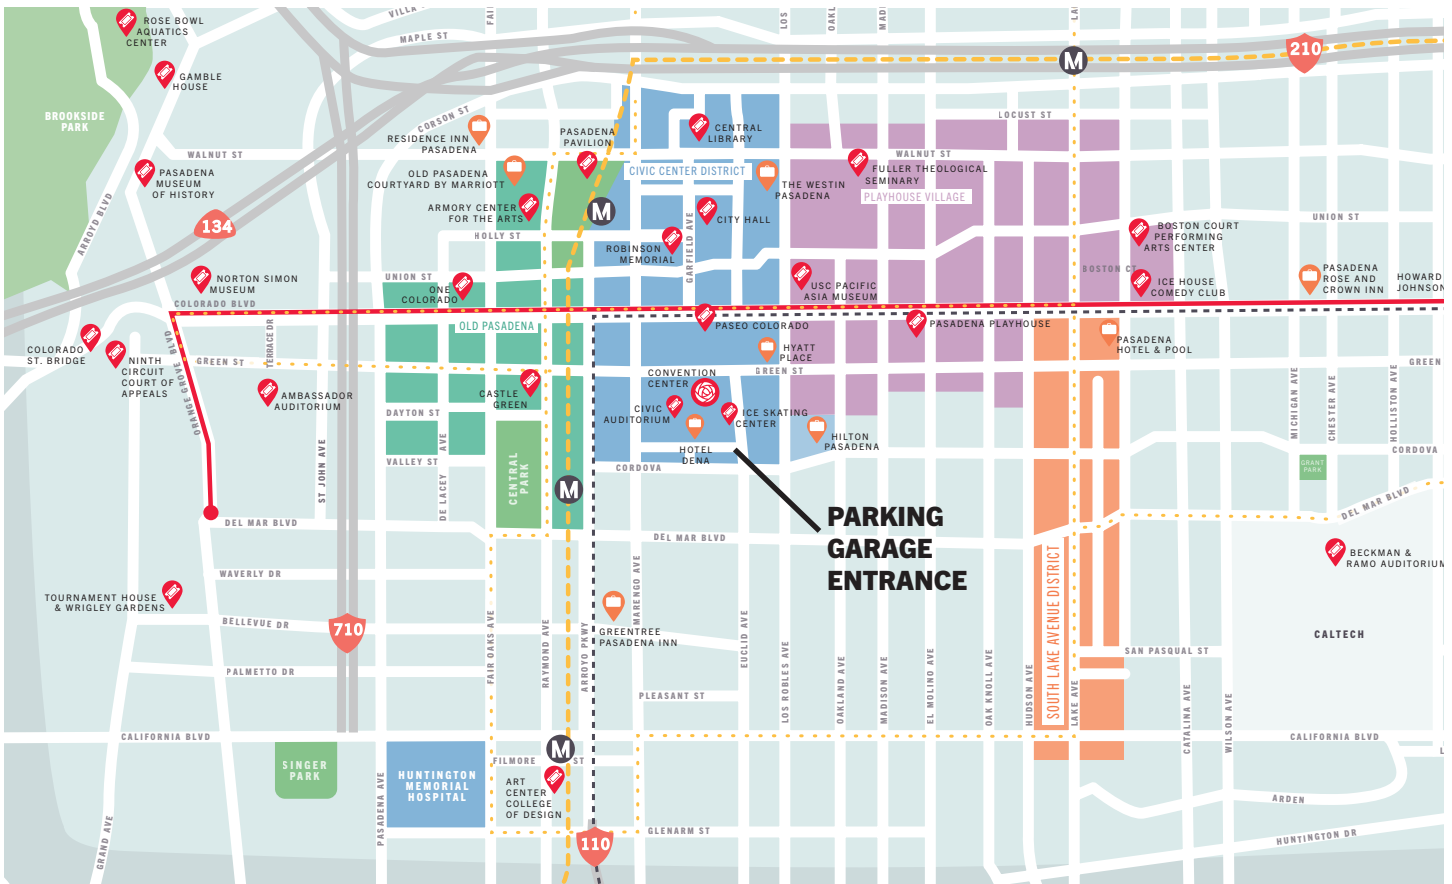 ROSE BOWL
AQUATICS
CENTER
GAMBLE
HOUSE
BROOKSIDE
PARK
VILLA
MAPLE ST
FAIR
LOS
OAKL
MADI
LA
210
M
CORSON ST
LOCUST ST
RESIDENCE INN
PASADENA
PASADENA
PAVILION
CENTRAL
LIBRARY
WALNUT ST
WALNUT ST
PASADENA
MUSEUM
OF HISTORY
OLD PASADENA
COURTYARD BY MARRIOTT
CIVIC CENTER DISTRICT
THE WESTIN
PASADENA
FULLER THEOLOGICAL
SEMINARY
PLAYHOUSE VILLAGE
ARROYD BLVD
134
ARMORY CENTER
FOR THE ARTS
M
CITY HALL
GARFIELD AVE
HOLLY ST
ROBINSON
MEMORIAL
UNION ST
BOSTON COURT
PERFORMING
ARTS CENTER
BOSTON CT
NORTON SIMON
MUSEUM
UNION ST
ONE
COLORADO
USC PACIFIC
ASIA MUSEUM
ICE HOUSE
COMEDY CLUB
PASADENA
ROSE AND
CROWN INN
HOWARD
JOHNSON
COLORADO BLVD
OLD PASADENA
PASEO COLORADO
PASADENA PLAYHOUSE
COLORADO
ST. BRIDGE
NINTH
CIRCUIT
COURT OF
APPEALS
ORANGE GROVE BLVD
GREEN ST
TERRACE DR
HYATT
PLACE
GREEN ST
PASADENA
HOTEL & POOL
GREEN
AMBASSADOR
AUDITORIUM
CASTLE
GREEN
CONVENTION
CENTER
CIVIC
AUDITORIUM
ICE SKATING
CENTER
HOTEL
DENA
HILTON
PASADENA
DAYTON ST
VALLEY ST
DE LACEY AVE
ST JOHN AVE
CENTRAL
PARK
CORDOVA
MICHIGAN AVE
CHESTER AVE
HOLLISTON AVE
CORDOVA
GRANT
PARK
M
DEL MAR BLVD
DEL MAR BLVD
DEL MAR BLVD
PARKING
GARAGE
ENTRANCE
WAVERLY DR
TOURNAMENT HOUSE
& WRIGLEY GARDENS
BELLEVUE DR
710
PALMETTO DR
FAIR OAKS AVE
RAYMOND AVE
ARROYO PKWY
MARENGO AVE
GREENTREE
PASADENA INN
EUCLID AVE
LOS ROBLES AVE
OAKLAND AVE
MADISON AVE
EL MOLINO AVE
OAK KNOLL AVE
HUDSON AVE
SOUTH LAKE AVENUE DISTRICT
LAKE AVE
BECKMAN &
RAMO AUDITORIUM
CALTECH
SAN PASQUAL ST
CATALINA AVE
WILSON AVE
PLEASANT ST
CALIFORNIA BLVD
CALIFORNIA BLVD
M
FILMORE ST
SINGER
PARK
HUNTINGTON
MEMORIAL
HOSPITAL
PASADENA AVE
GRAND AVE
ART
CENTER
COLLEGE
OF DESIGN
GLENARM ST
110
ARDEN
HUNTINGTON DR